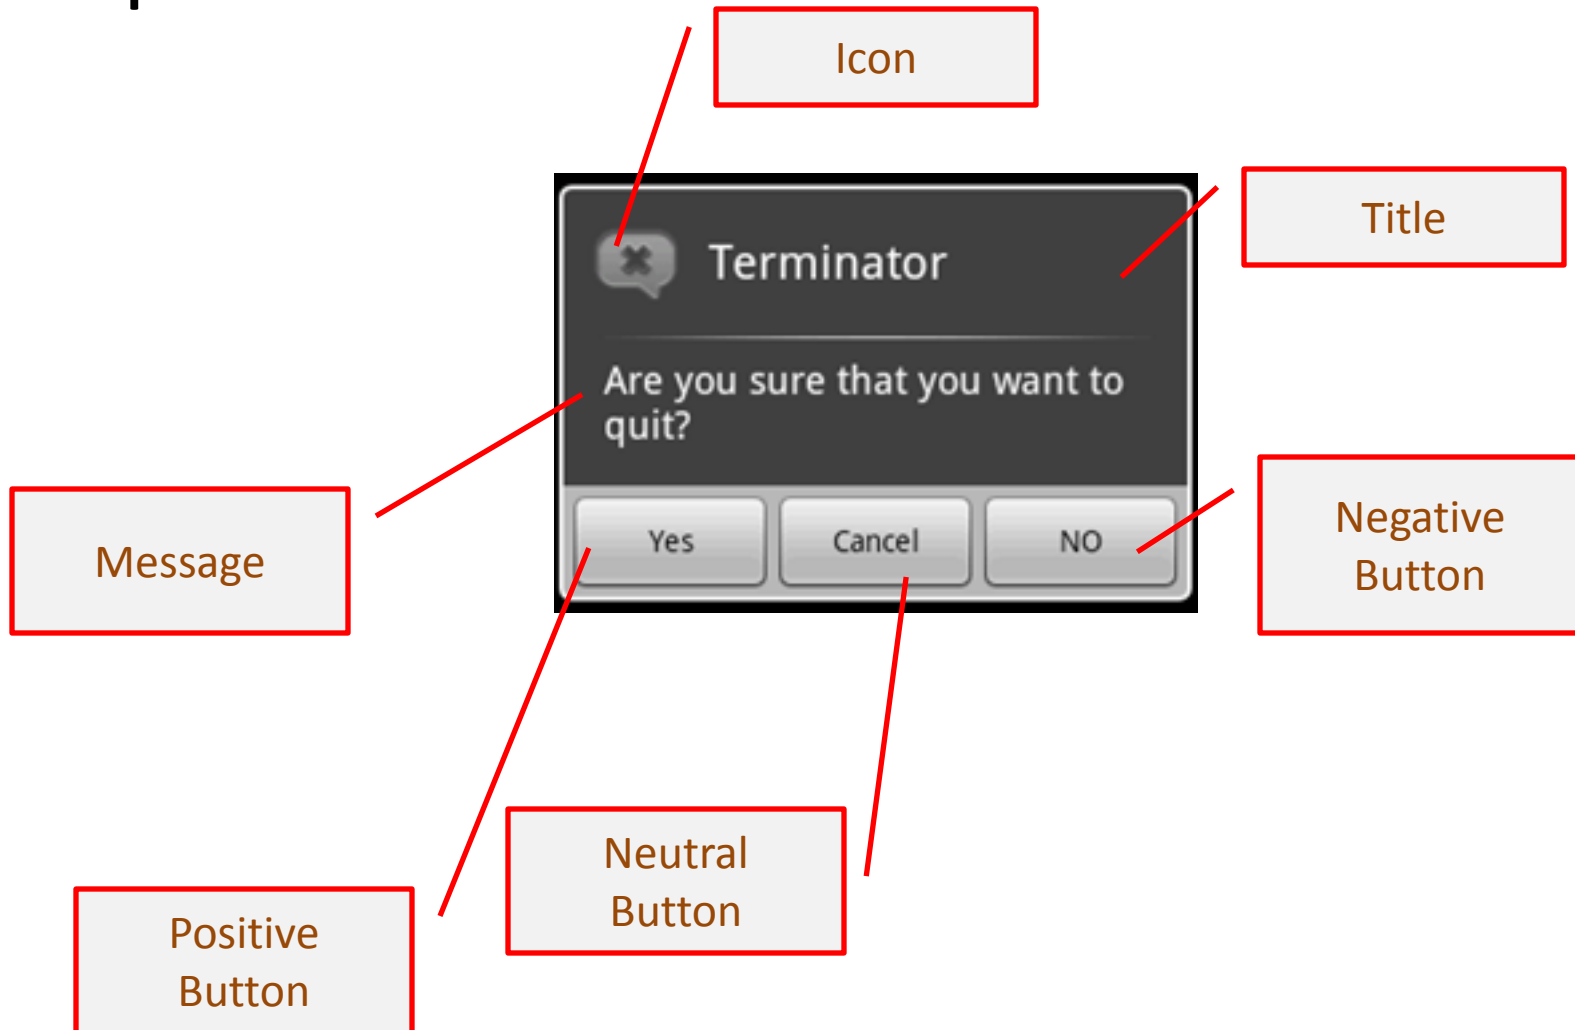 Icon
Title
Terminator
Are you sure that you want to
quit?
Message
Yes
Cancel
NO
Negative
Button
Neutral
Button
Positive
Button